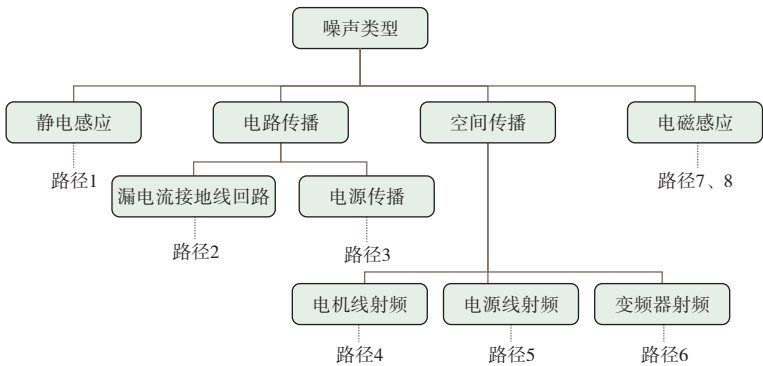 噪声类型
静电感应
电路传播
空间传播
电磁感应
路径1
漏电流接地线回路
电源传播
路径7、8
路径2
路径3
电机线射频
电源线射频
变频器射频
路径4
路径5
路径6